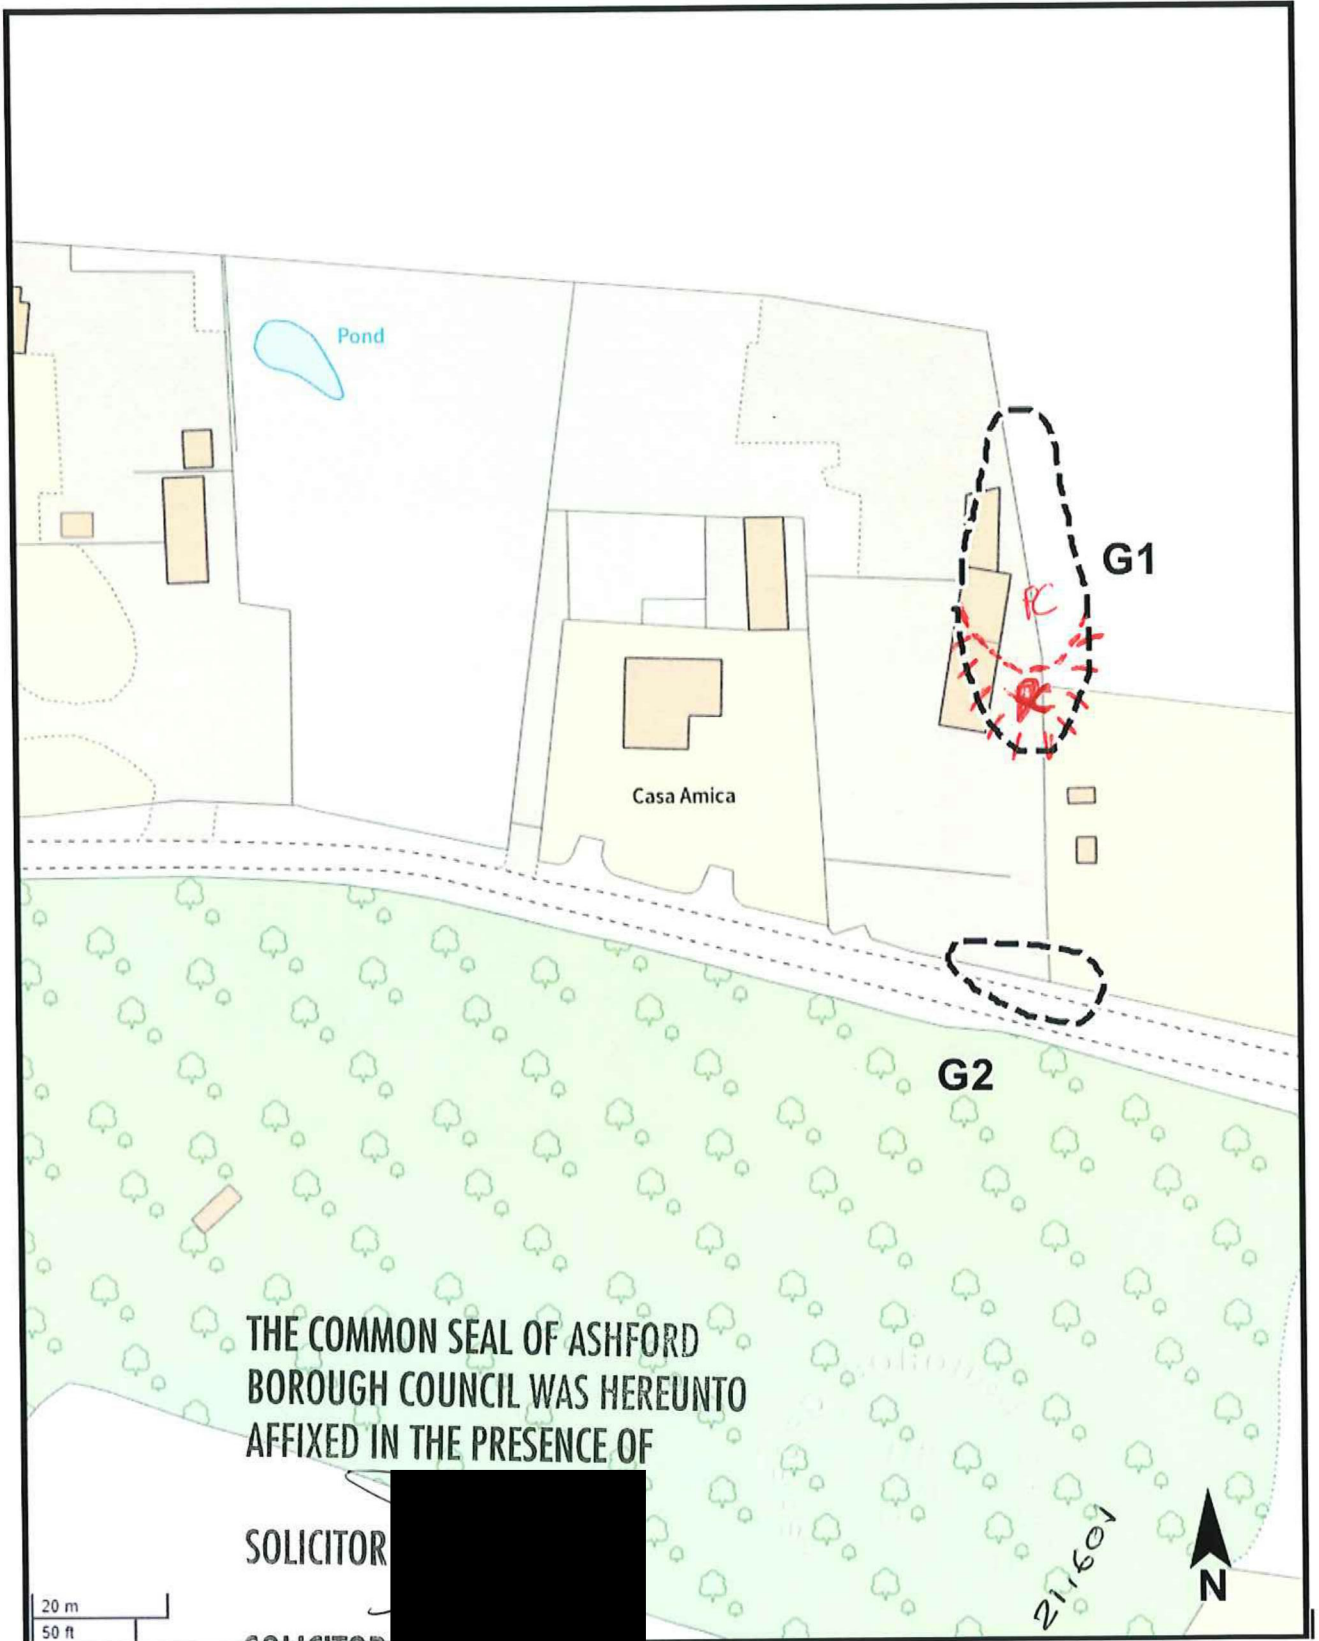 Pond
G1
PC
Casa Amica
G2
THE COMMON SEAL OF ASHFORD
BOROUGH COUNCIL WAS HEREUNTO
AFFIXED IN THE PRESENCE OF
SOLICITOR
SOLICITOR
N
20 m
50 ft